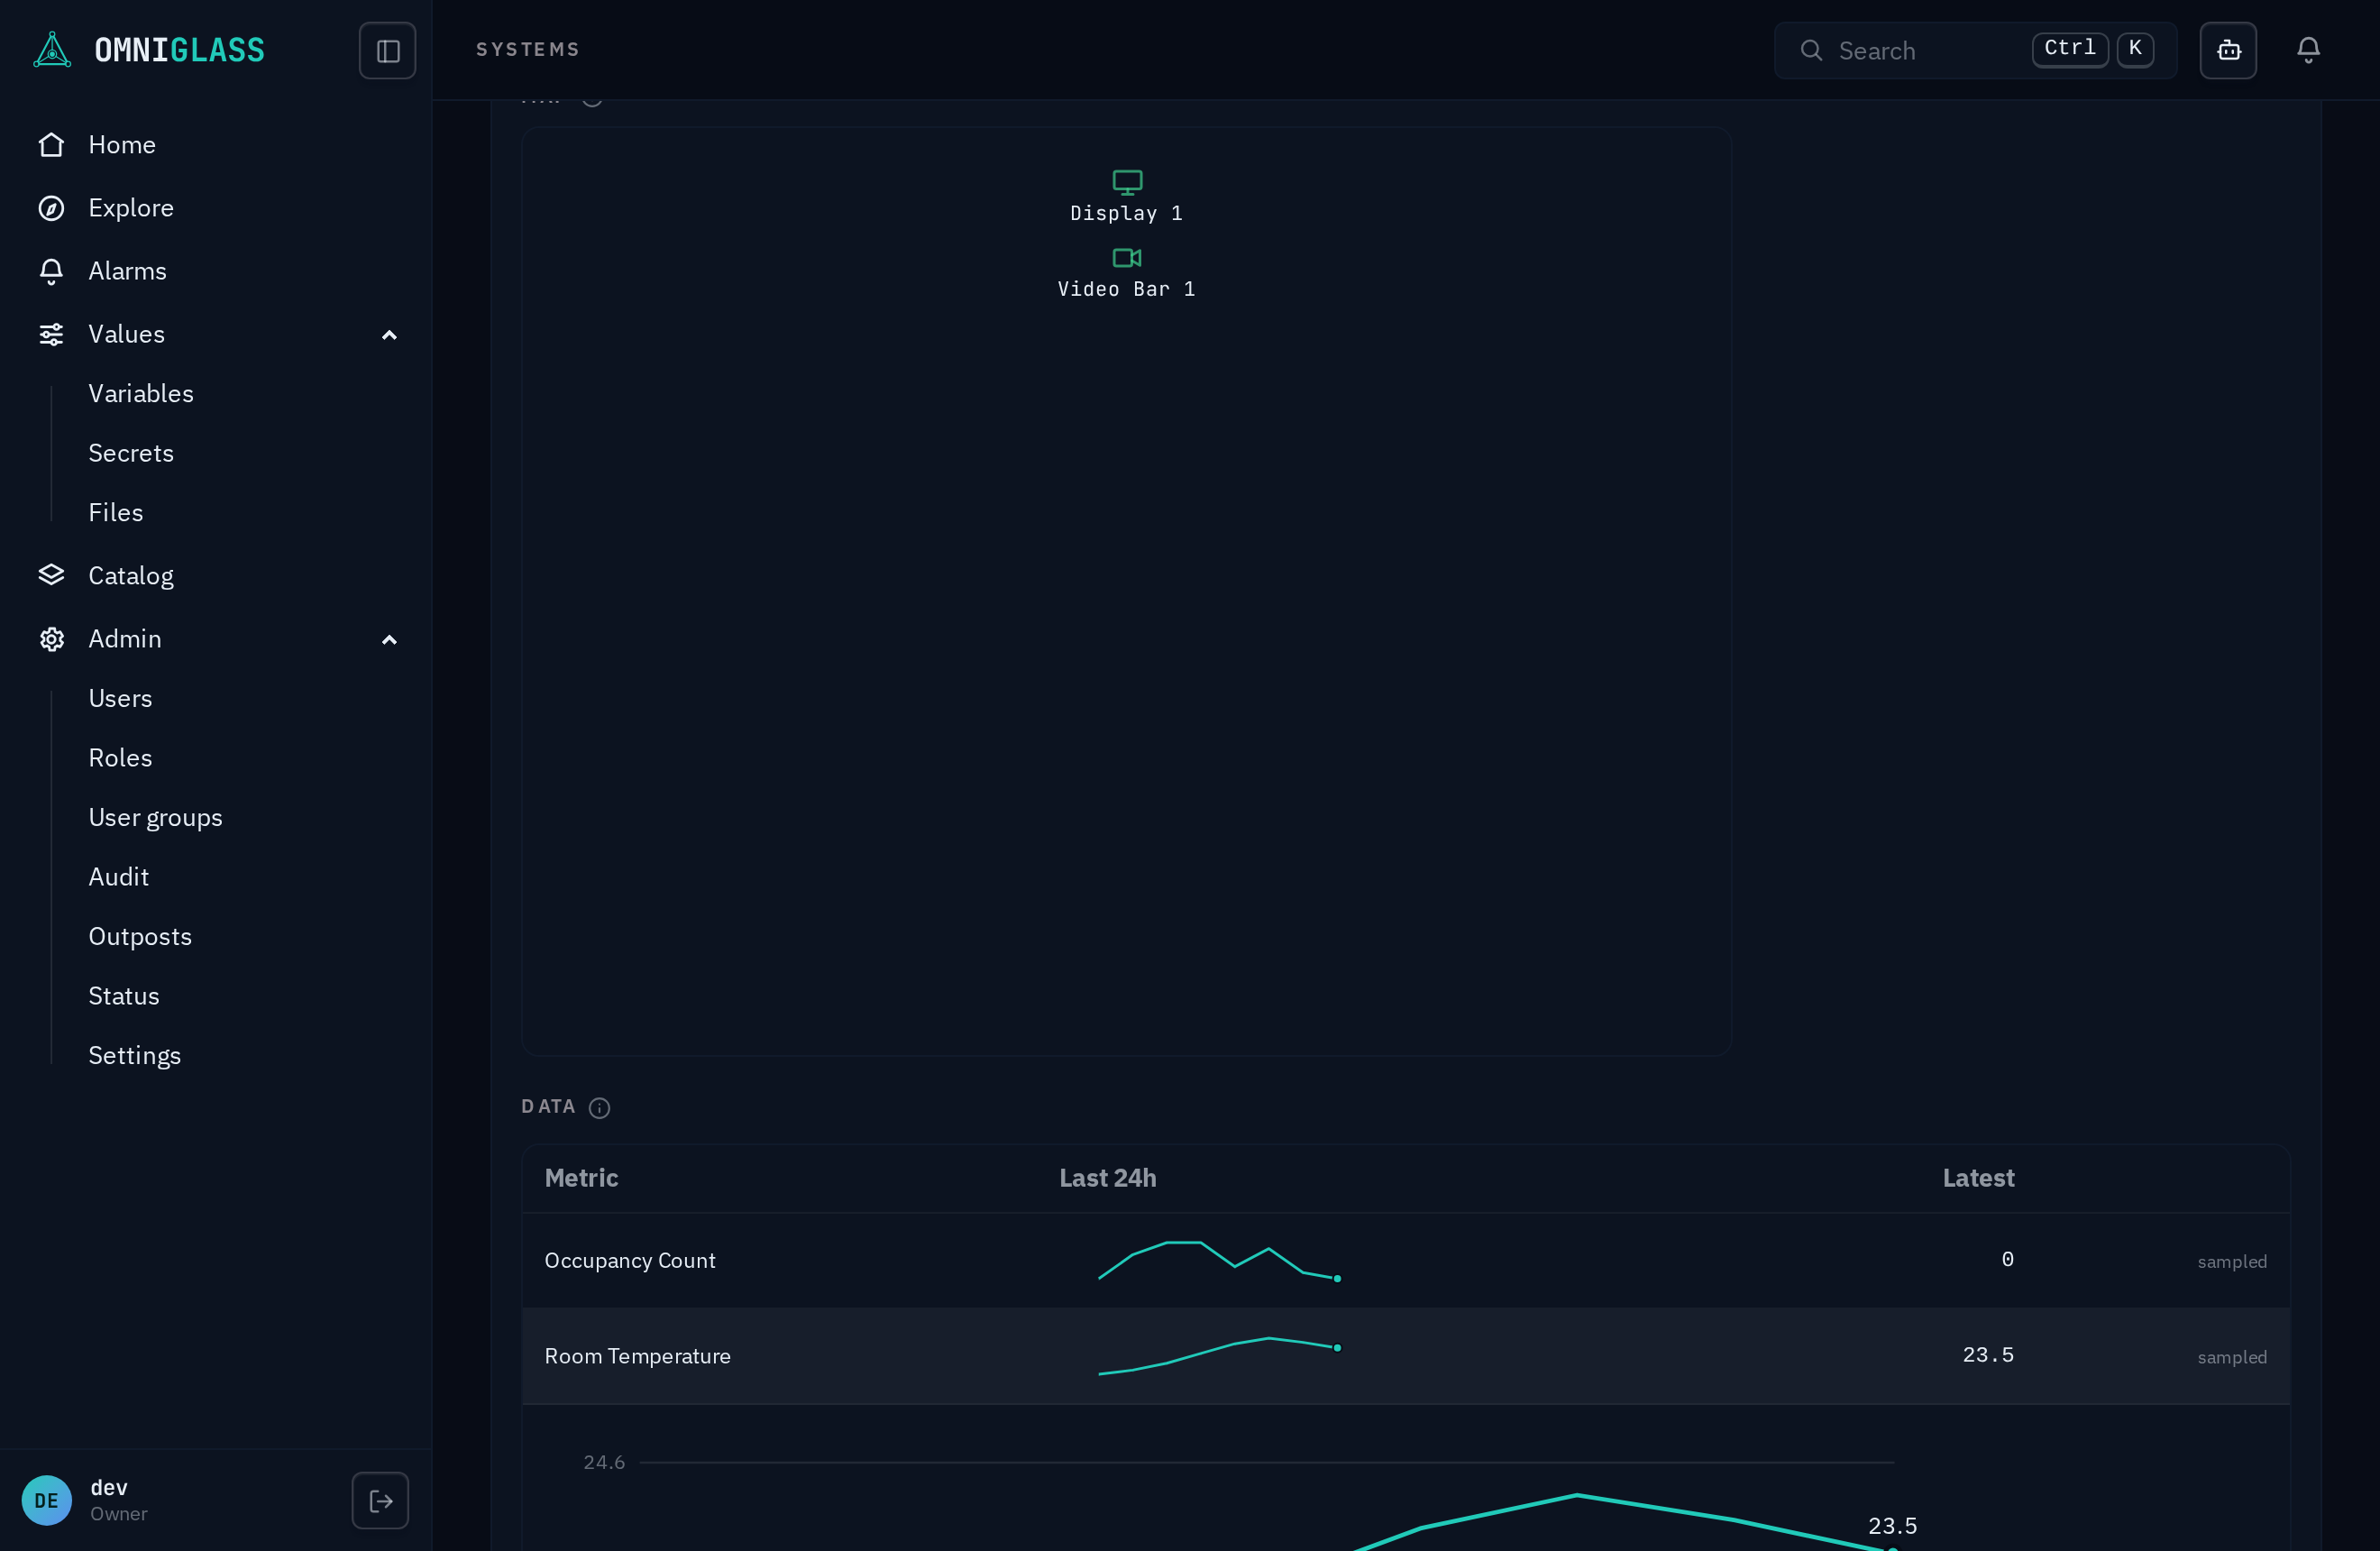 OMNIGLASS
SYSTEMS
Search
Ctrl
K
Home
Explore
Alarms
Values
Variables
Secrets
Files
Catalog
Admin
Users
Roles
User groups
Audit
Outposts
Status
Settings
DE
dev
Owner
Display 1
Video Bar 1
DATA
Metric Last 24h Latest
Occupancy Count 0 sampled
Room Temperature 23.5 sampled
24.6
23.5